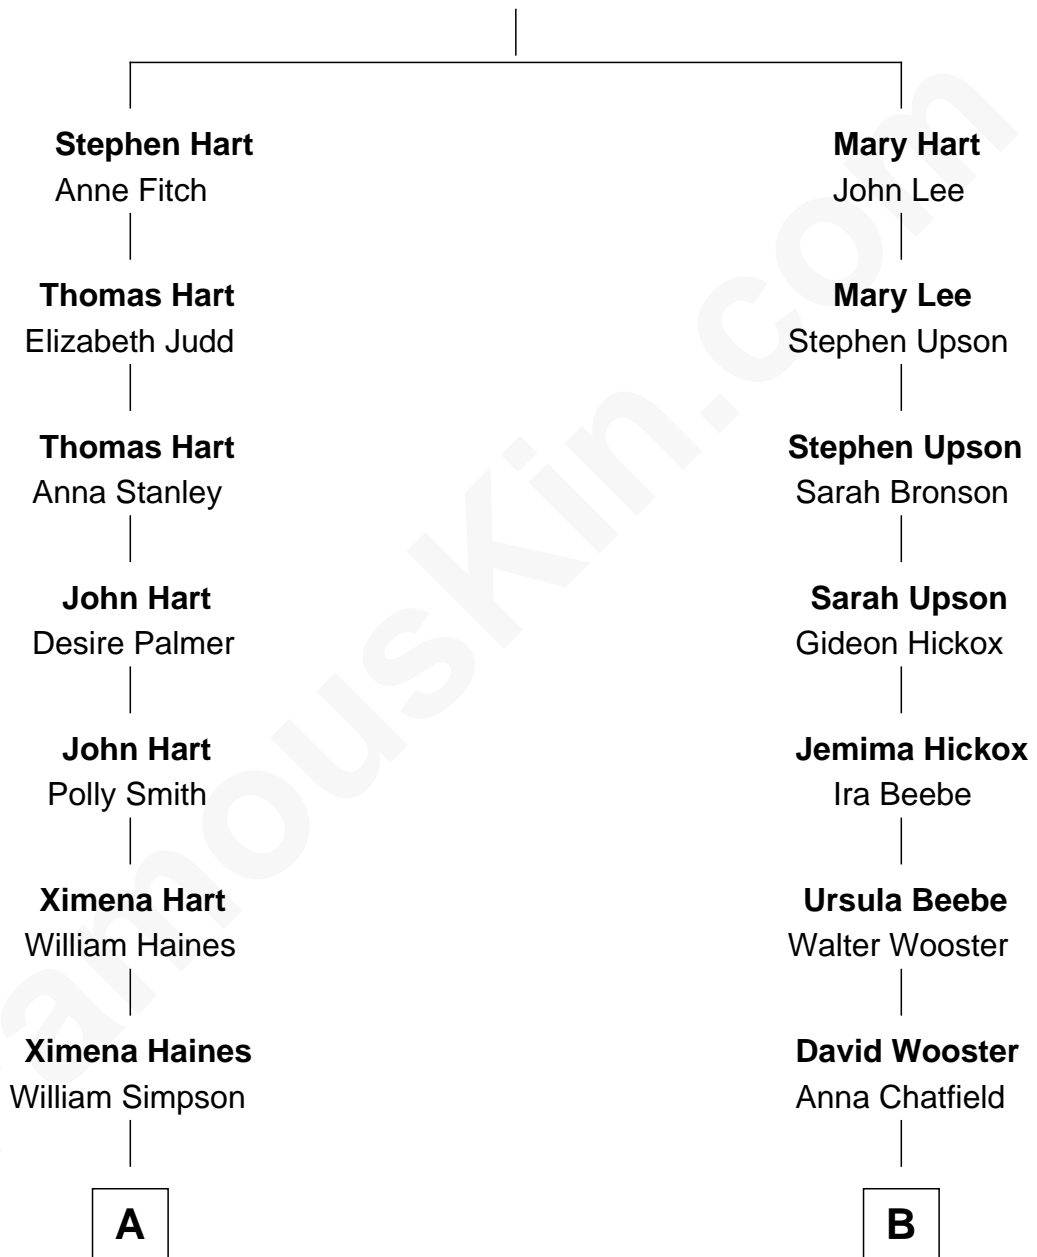 Stephen Hart
Anne Fitch
Mary Hart
John Lee
Thomas Hart
Elizabeth Judd
Mary Lee
Stephen Upson
Thomas Hart
Anna Stanley
Stephen Upson
Sarah Bronson
John Hart
Desire Palmer
Sarah Upson
Gideon Hickox
John Hart
Polly Smith
Jemima Hickox
Ira Beebe
Ximena Hart
William Haines
Ursula Beebe
Walter Wooster
Ximena Haines
William Simpson
David Wooster
Anna Chatfield
A
B
amouskin.com